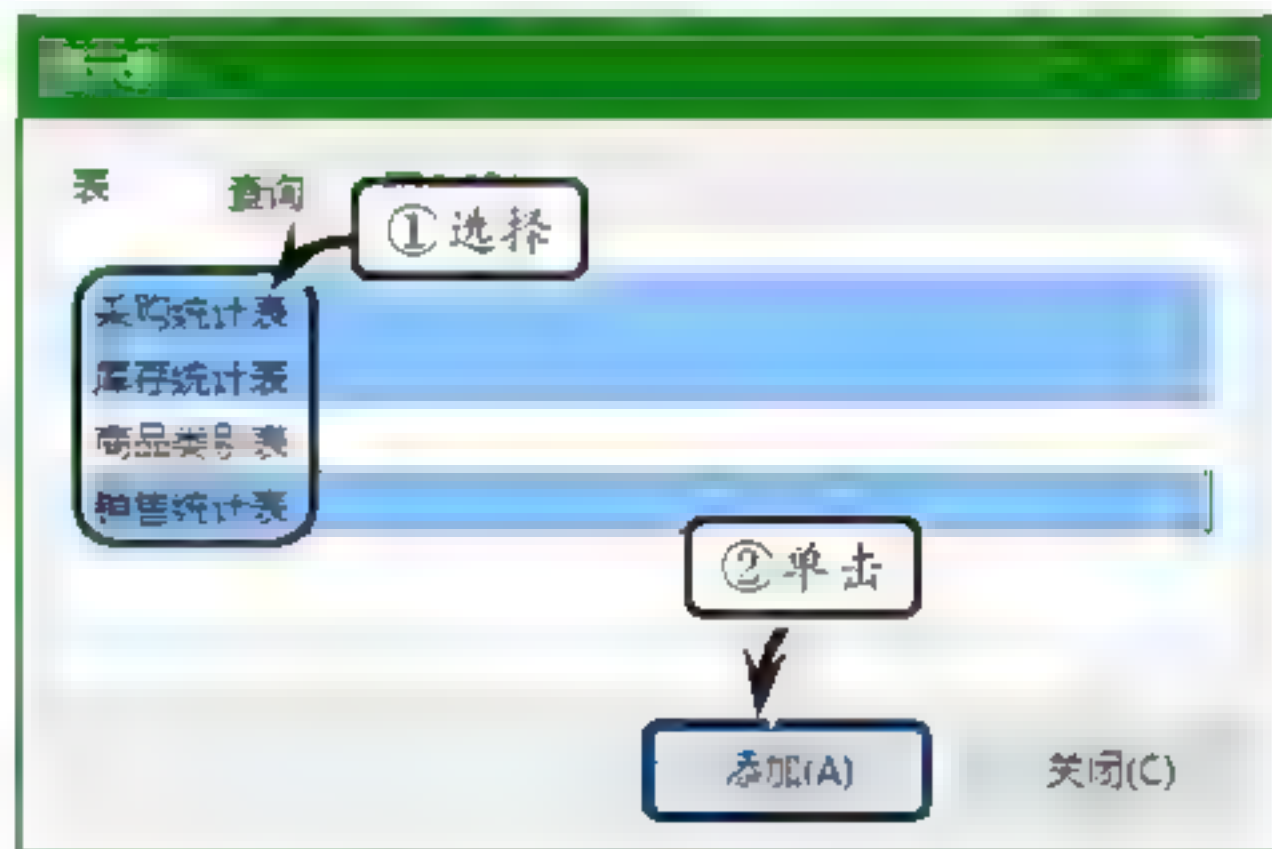 表 查询
①选择
采购统计表
库存统计表
商品类别表
销售统计表
②单击
添加(A) 关闭(C)